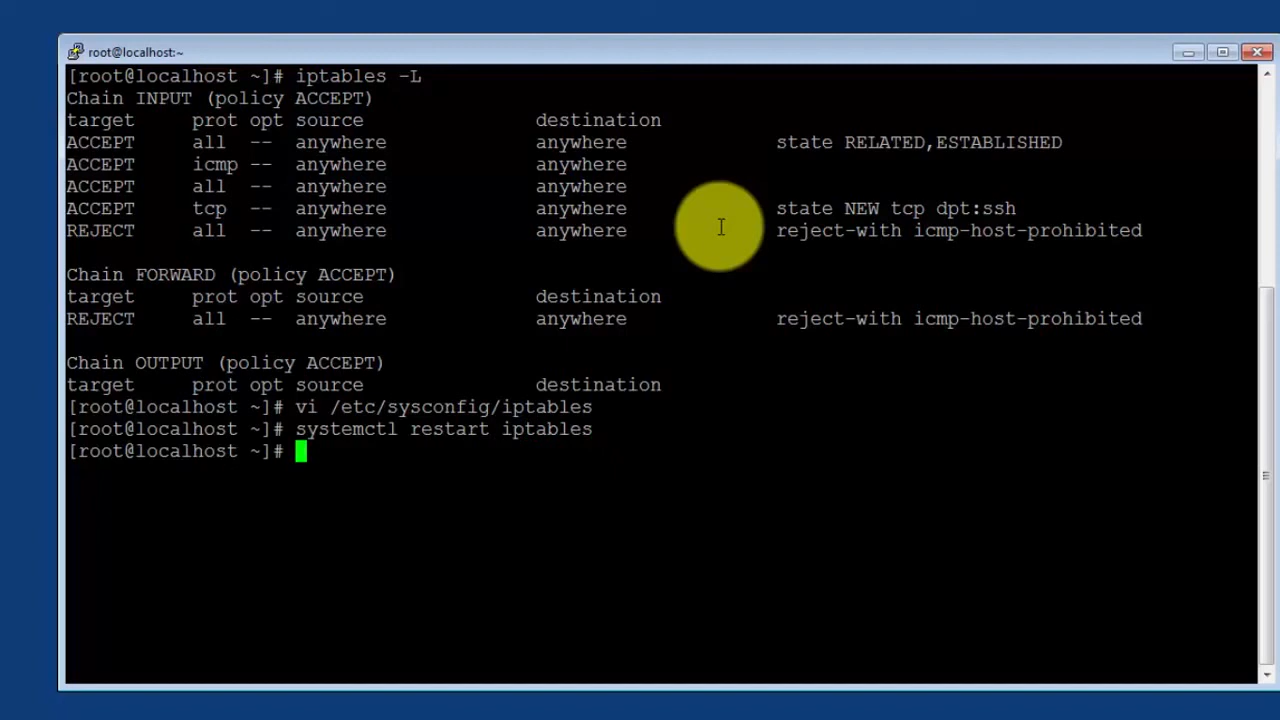 root@localhost:~
[root@localhost ~]# iptables -L
Chain INPUT (policy ACCEPT)
target     prot opt source               destination
ACCEPT     all  --  anywhere             anywhere             state RELATED,ESTABLISHED
ACCEPT     icmp --  anywhere             anywhere
ACCEPT     all  --  anywhere             anywhere
ACCEPT     tcp  --  anywhere             anywhere             state NEW tcp dpt:ssh
REJECT     all  --  anywhere             anywhere             reject-with icmp-host-prohibited
Chain FORWARD (policy ACCEPT)
target     prot opt source               destination
REJECT     all  --  anywhere             anywhere             reject-with icmp-host-prohibited
Chain OUTPUT (policy ACCEPT)
target     prot opt source               destination
[root@localhost ~]# vi /etc/sysconfig/iptables
[root@localhost ~]# systemctl restart iptables
[root@localhost ~]#